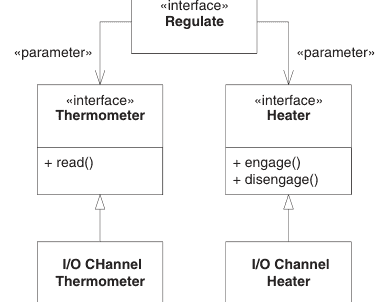 «interface»
Regulate
«parameter»
«parameter»
«interface»
Thermometer
+ read()
«interface»
Heater
+ engage()
+ disengage()
I/O CHannel
Thermometer
I/O Channel
Heater